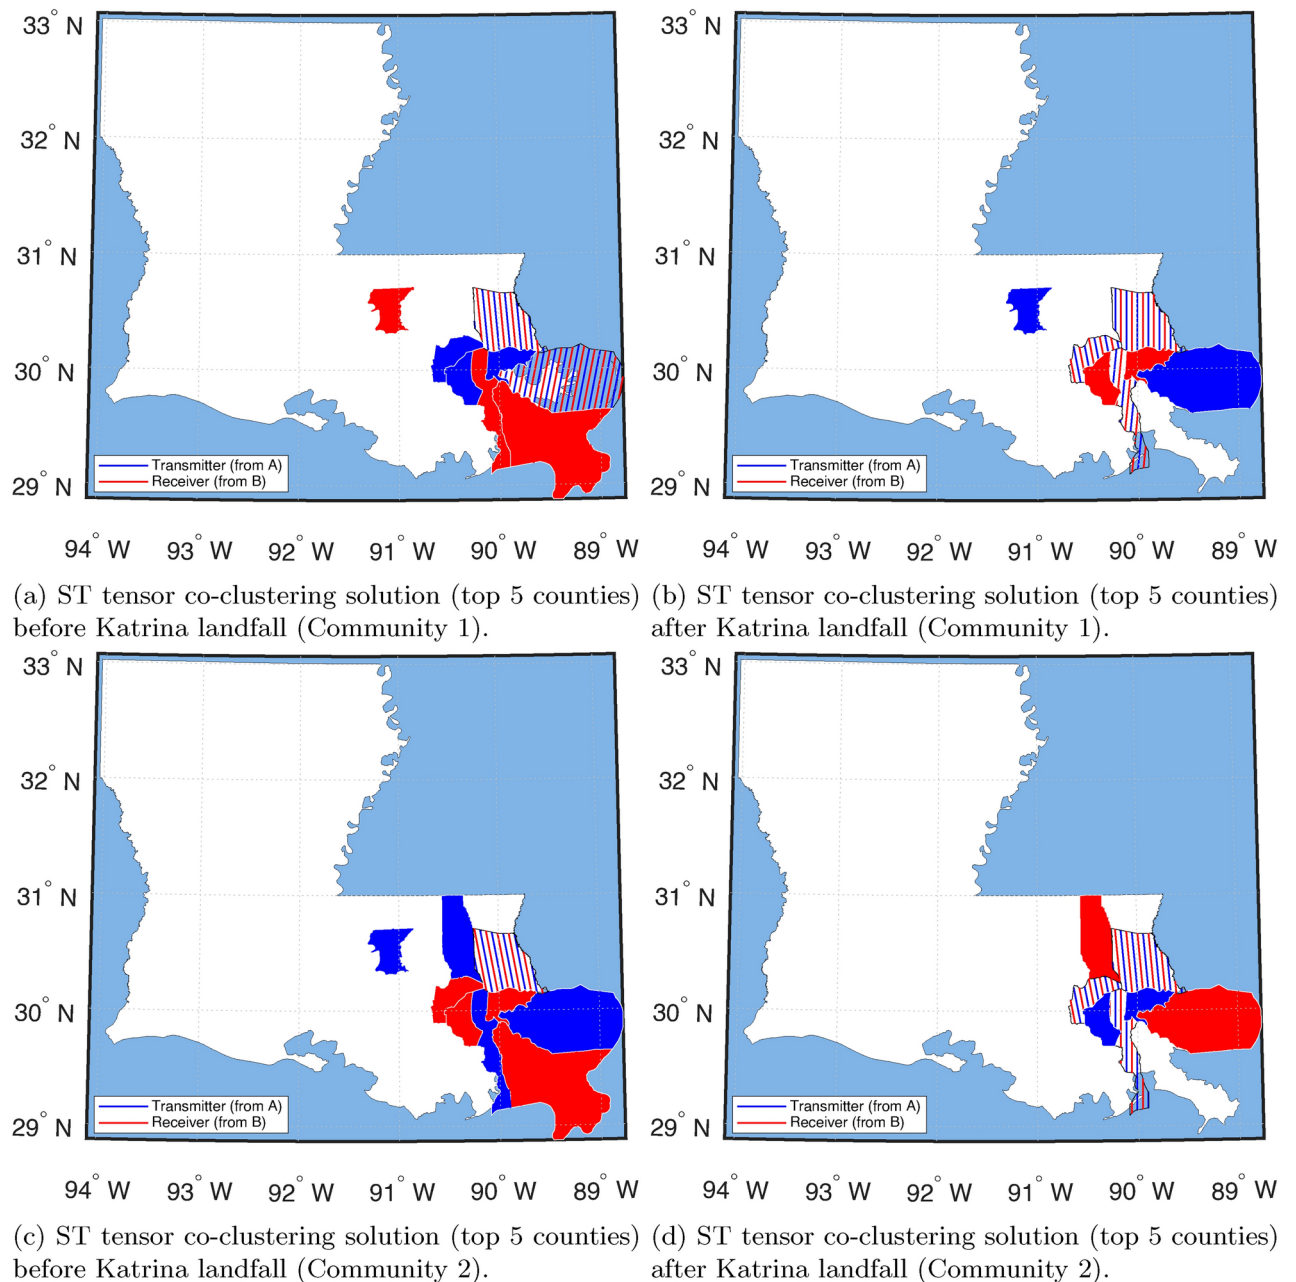 33° N
32° N
31° N
30° N
29° N
Transmitter (from A)
Receiver (from B)
94° W 93° W 92° W 91° W 90° W 89° W
33° N
32° N
31° N
30° N
29° N
Transmitter (from A)
Receiver (from B)
94° W 93° W 92° W 91° W 90° W 89° W
(a) ST tensor co-clustering solution (top 5 counties)
before Katrina landfall (Community 1).
(b) ST tensor co-clustering solution (top 5 counties)
after Katrina landfall (Community 1).
33° N
32° N
31° N
30° N
29° N
Transmitter (from A)
Receiver (from B)
94° W 93° W 92° W 91° W 90° W 89° W
33° N
32° N
31° N
30° N
29° N
Transmitter (from A)
Receiver (from B)
94° W 93° W 92° W 91° W 90° W 89° W
(c) ST tensor co-clustering solution (top 5 counties)
before Katrina landfall (Community 2).
(d) ST tensor co-clustering solution (top 5 counties)
after Katrina landfall (Community 2).